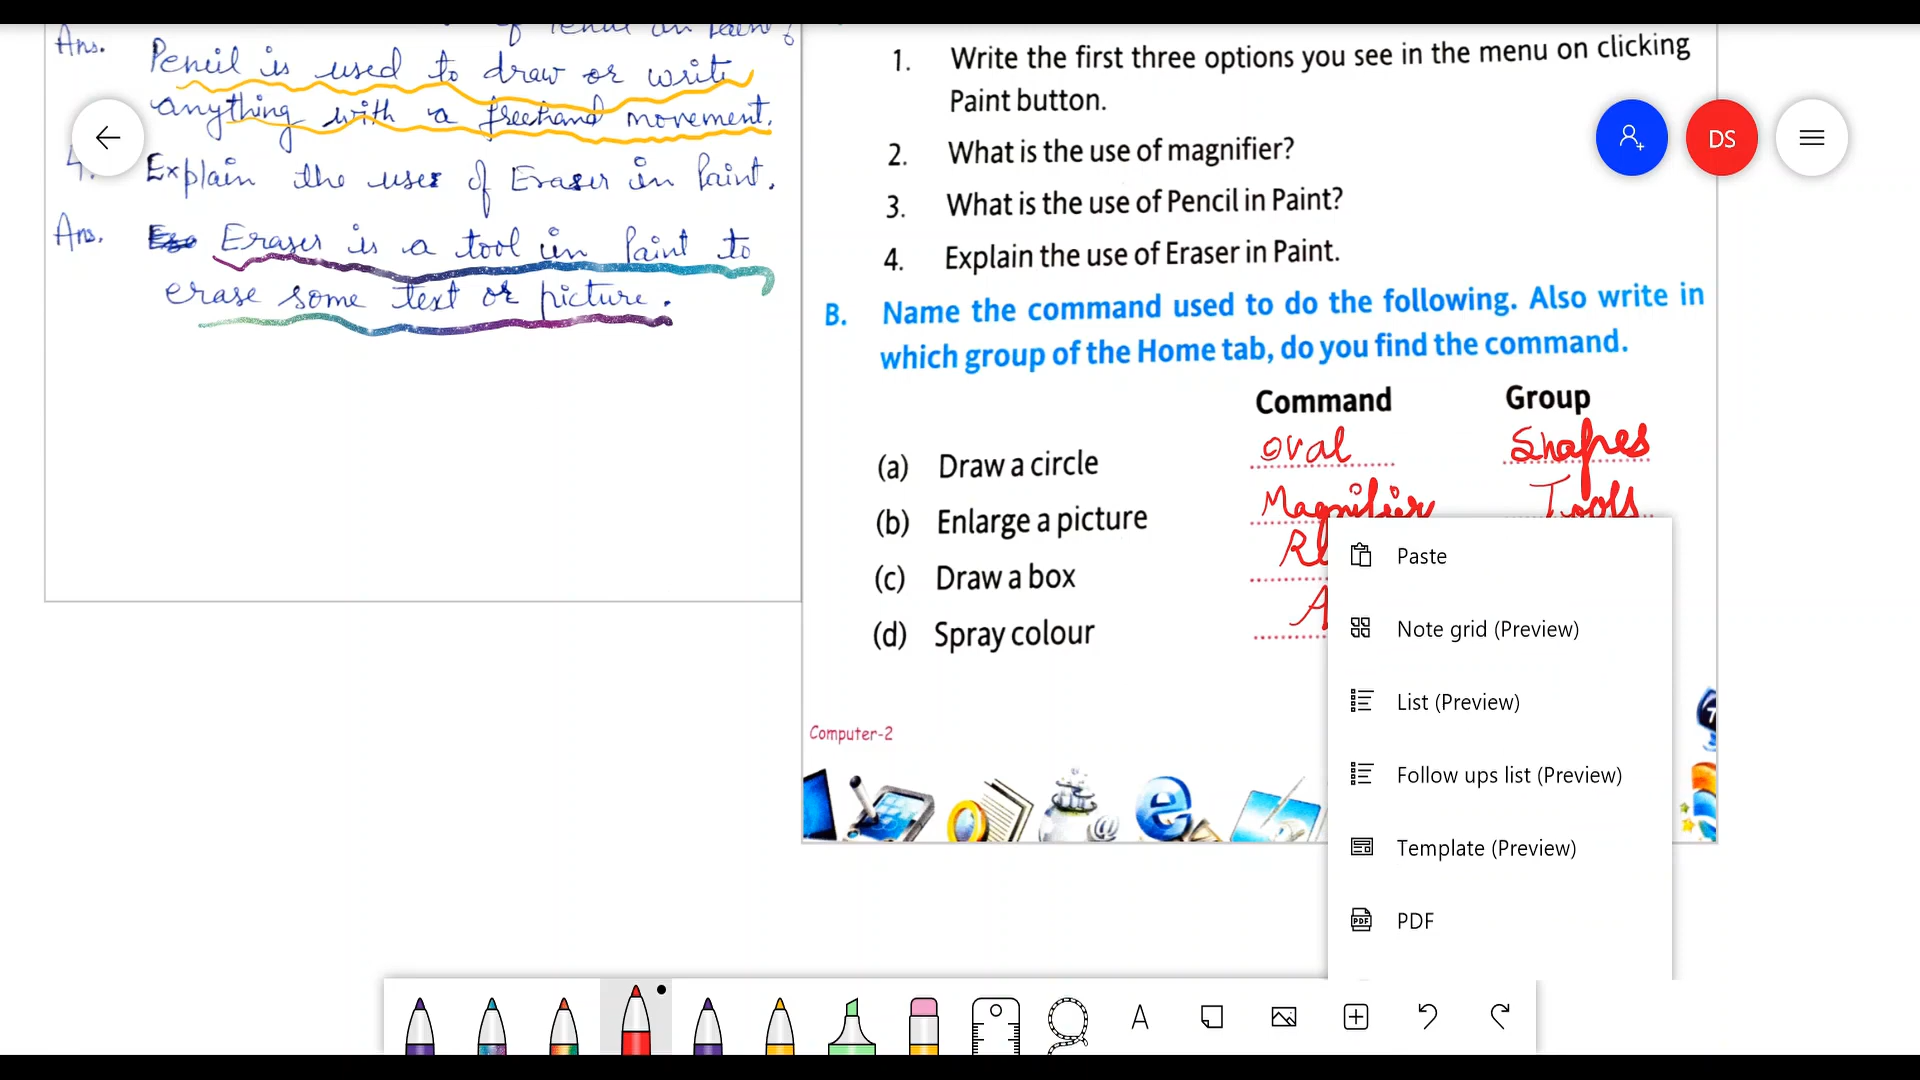 Ans.
Pencil is used to draw or write
anything with a freehand movement.
4.
Explain the uses of Eraser in Paint.
Ans. Eraser is a tool in Paint to
erase some text or picture.
1. Write the first three options you see in the menu on clicking
Paint button.
2. What is the use of magnifier?
3. What is the use of Pencil in Paint?
4. Explain the use of Eraser in Paint.
B. Name the command used to do the following. Also write in
which group of the Home tab, do you find the command.
Command Group
(a) Draw a circle oval Shapes
(b) Enlarge a picture Magnifier Tools
(c) Draw a box
(d) Spray colour
Computer-2
DS
Paste
Note grid (Preview)
List (Preview)
Follow ups list (Preview)
Template (Preview)
PDF